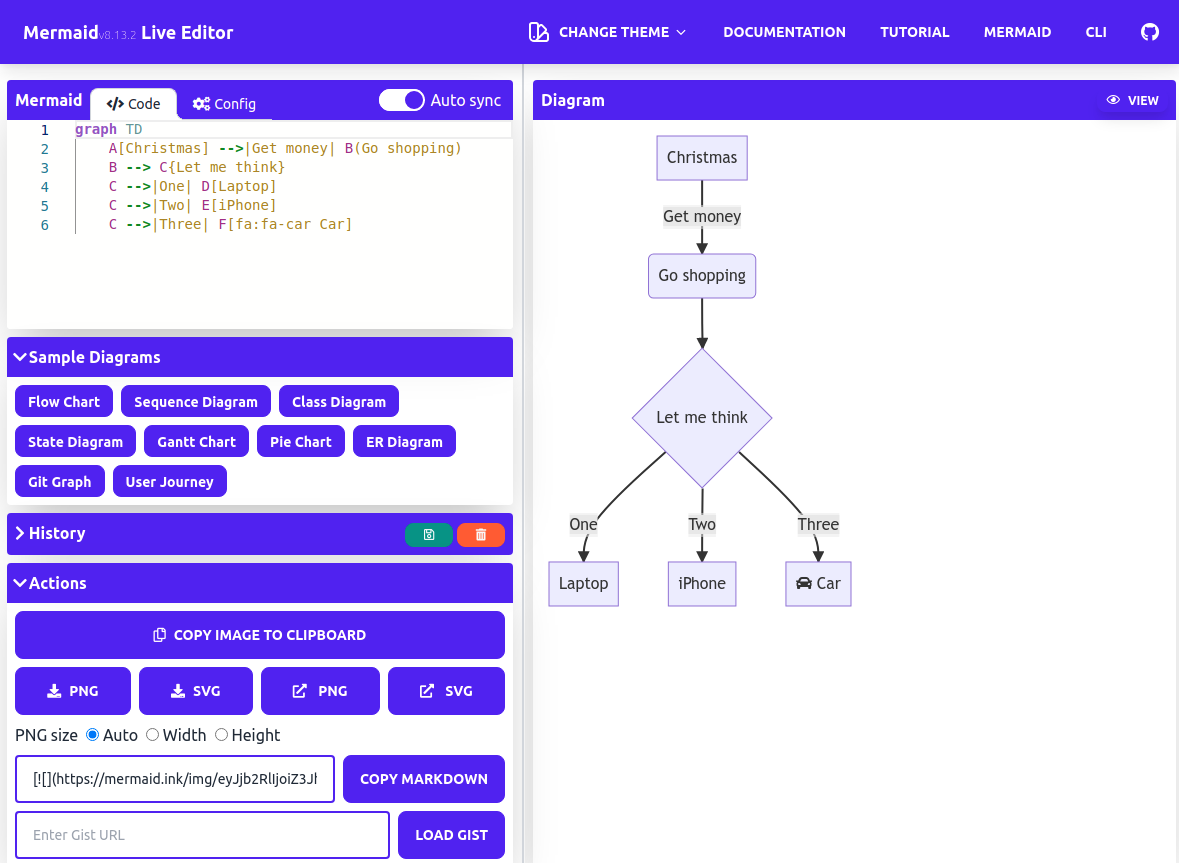 Mermaid v8.13.2 Live Editor
CHANGE THEME
DOCUMENTATION
TUTORIAL
MERMAID
CLI
Mermaid
Code
Config
Auto sync
1 graph TD
2 A[Christmas] -->|Get money| B(Go shopping)
3 B --> C{Let me think}
4 C -->|One| D[Laptop]
5 C -->|Two| E[iPhone]
6 C -->|Three| F[fa:fa-car Car]
Sample Diagrams
Flow Chart Sequence Diagram Class Diagram
State Diagram Gantt Chart Pie Chart ER Diagram
Git Graph User Journey
History
Actions
COPY IMAGE TO CLIPBOARD
PNG SVG PNG SVG
PNG size Auto Width Height
[![](https://mermaid.ink/img/eyJjb2RlIjoiZ3Jh
COPY MARKDOWN
Enter Gist URL
LOAD GIST
Diagram
VIEW
Christmas
Get money
Go shopping
Let me think
One Two Three
Laptop iPhone Car